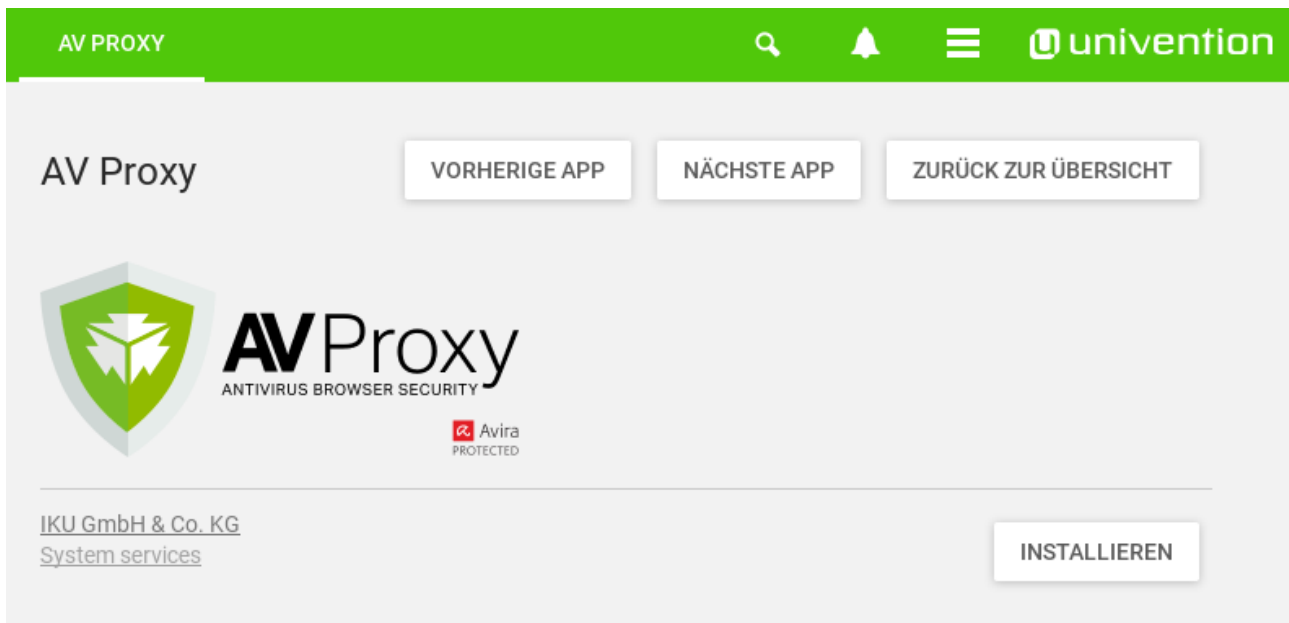 AV PROXY
univention
AV Proxy
VORHERIGE APP
NÄCHSTE APP
ZURÜCK ZUR ÜBERSICHT
AVProxy
ANTIVIRUS BROWSER SECURITY
Avira
PROTECTED
IKU GmbH & Co. KG
System services
INSTALLIEREN